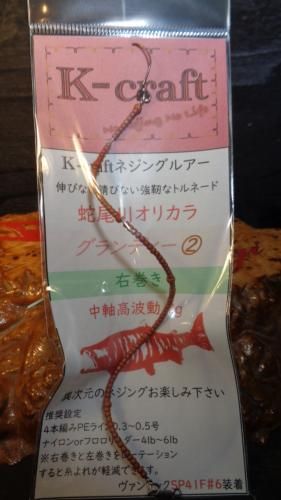 K-craft
No Nejing No Life
K-craftネジングルアー
伸びない錆びない強靭なトルネード
蛇尾川オリカラ
グランディー②
右巻き
中軸高波動 g
異次元のネジングお楽しみ下さい
推奨設定
4本編みPEライン0.3~0.5号
ナイロンorフロロリーダー4lb~6lb
※右巻きと左巻きをローテーション
すると糸よれが軽減できます。
ヴァンフックSP41F#6装着